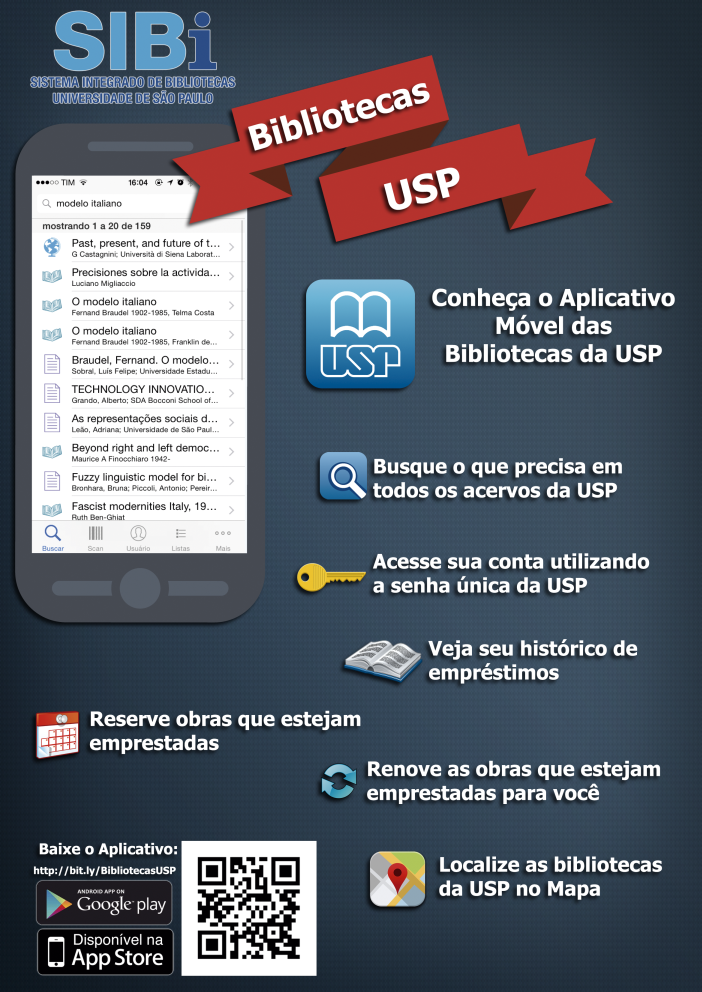 SIBi
SISTEMA INTEGRADO DE BIBLIOTECAS
UNIVERSIDADE DE SÃO PAULO
Bibliotecas
USP
TIM
16:04
modelo italiano
mostrando 1 a 20 de 159
Past, present, and future of t...
G Castagnini; Università di Siena Laborat...
Precisiones sobre la activida...
Luciano Migliaccio
O modelo italiano
Fernand Braudel 1902-1985, Telma Costa
O modelo italiano
Fernand Braudel 1902-1985, Franklin de...
Braudel, Fernand. O modelo...
Sobral, Luís Felipe; Universidade Estadu...
TECHNOLOGY INNOVATIO...
Grando, Alberto; SDA Bocconi School of...
As representações sociais d...
Leão, Adriana; Universidade de São Paul...
Beyond right and left democ...
Maurice A Finocchiaro 1942-
Fuzzy linguistic model for bi...
Bronhara, Bruna; Piccoli, Antonio; Pereir...
Fascist modernities Italy, 19...
Ruth Ben-Ghiat
Buscar Scan Usuário Listas Mais
USP
Conheça o Aplicativo
Móvel das
Bibliotecas da USP
Busque o que precisa em
todos os acervos da USP
Acesse sua conta utilizando
a senha única da USP
Veja seu histórico de
empréstimos
Reserve obras que estejam
emprestadas
Renove as obras que estejam
emprestadas para você
Localize as bibliotecas
da USP no Mapa
Baixe o Aplicativo:
http://bit.ly/BibliotecasUSP
ANDROID APP ON
Google play
Disponível na
App Store